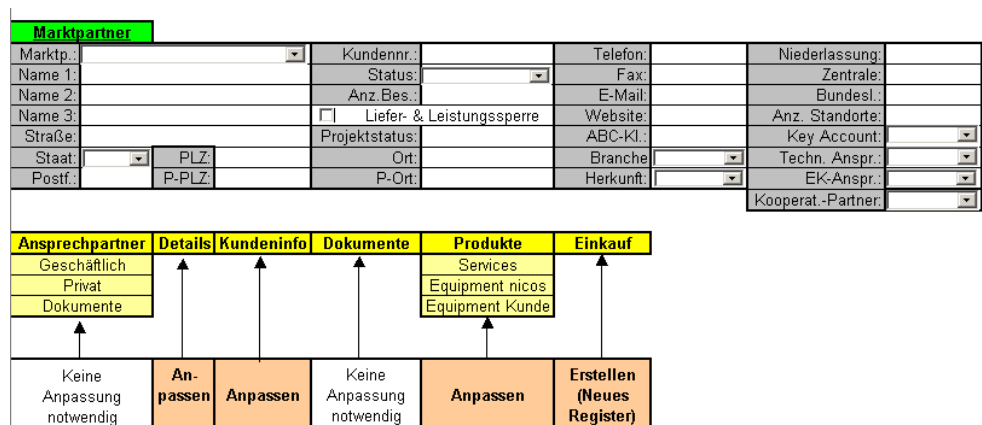 Marktpartner
Marktp.: Kundennr.: Telefon: Niederlassung:
Name 1: Status: Fax: Zentrale:
Name 2: Anz.Bes.: E-Mail: Bundesl.:
Name 3: Liefer- & Leistungssperre Website: Anz. Standorte:
Straße: Projektstatus: ABC-Kl.: Key Account:
Staat: PLZ: Ort: Branche Techn. Anspr.:
Postf.: P-PLZ: P-Ort: Herkunft: EK-Anspr.:
Kooperat.-Partner:
Ansprechpartner Details Kundeninfo Dokumente Produkte Einkauf
Geschäftlich Services
Privat Equipment nicos
Dokumente Equipment Kunde
Keine An- Keine Erstellen
Anpassung passen Anpassen Anpassung Anpassen (Neues
notwendig notwendig Register)